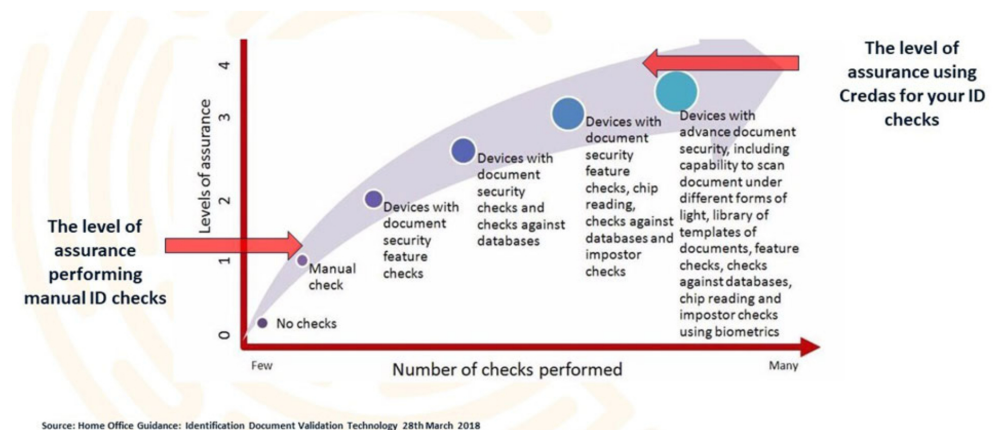 The level of
assurance using
Credas for your ID
checks
4
3
2
1
0
Levels of assurance
The level of
assurance
performing
manual ID checks
No checks
Manual
check
Devices with
document
security
feature
checks
Devices with
document
security
checks and
checks against
databases
Devices with
document
security
feature
checks, chip
reading,
checks against
databases and
impostor
checks
Devices with
advance document
security, including
capability to scan
document under
different forms of
light, library of
templates of
documents, feature
checks, checks
against databases,
chip reading and
impostor checks
using biometrics
Few
Number of checks performed
Many
Source: Home Office Guidance: Identification Document Validation Technology 28th March 2018